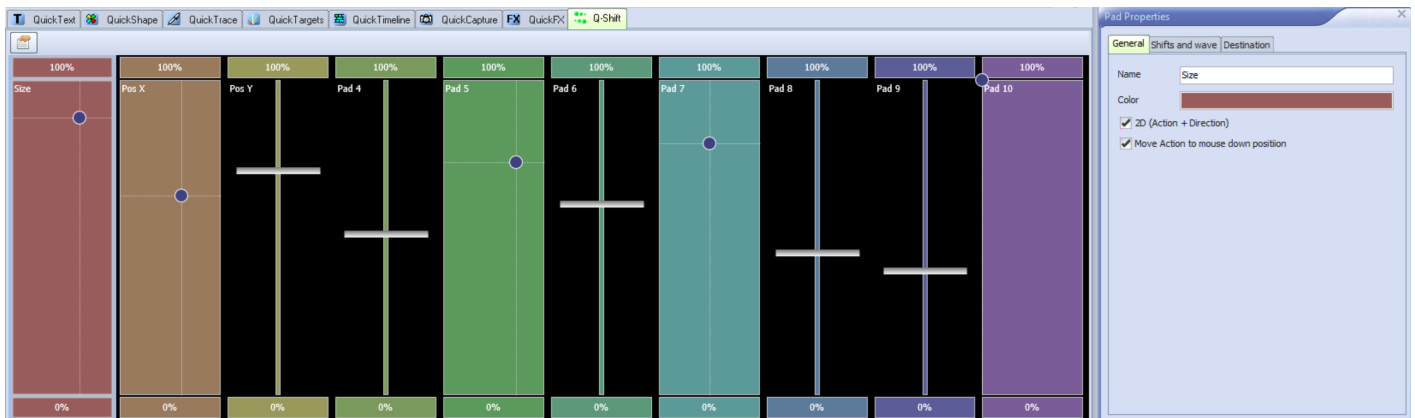 QuickText QuickShape QuickTrace QuickTargets QuickTimeline QuickCapture FX QuickFX Q-Shift
100% 100% 100% 100% 100% 100% 100% 100% 100% 100%
Size Pos X Pos Y Pad 4 Pad 5 Pad 6 Pad 7 Pad 8 Pad 9 Pad 10
0% 0% 0% 0% 0% 0% 0% 0% 0%
Pad Properties
General Shifts and wave Destination
Name Size
Color
2D (Action + Direction)
Move Action to mouse down position